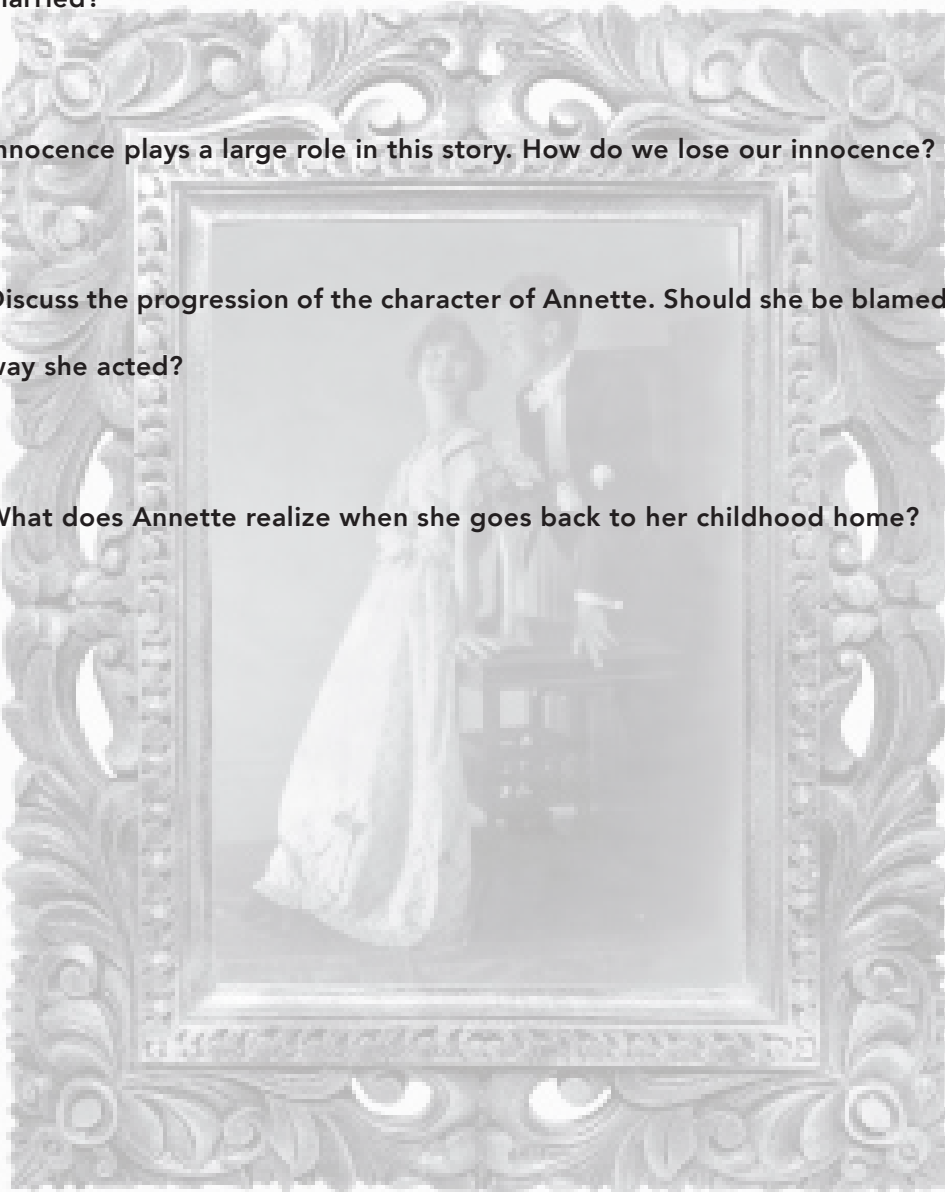 arried?
nnocence plays a large role in this story. How do we lose our innocence?
Discuss the progression of the character of Annette. Should she be blamed
way she acted?
What does Annette realize when she goes back to her childhood home?